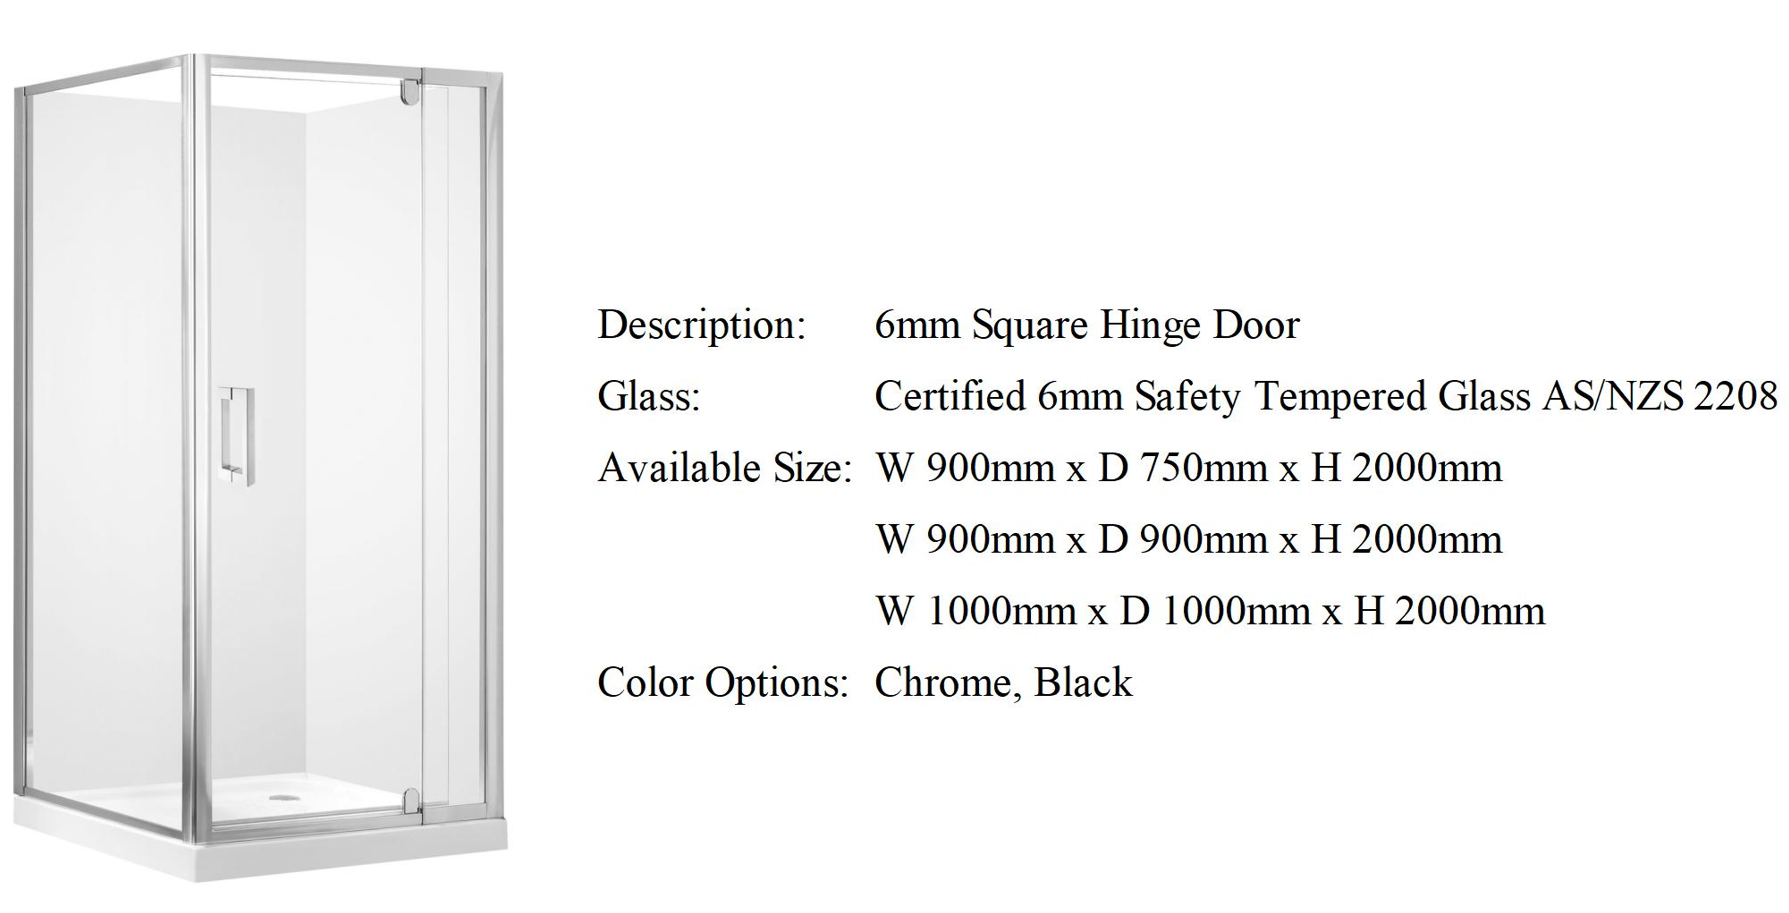 Description: 6mm Square Hinge Door
Glass: Certified 6mm Safety Tempered Glass AS/NZS 2208
Available Size: W 900mm x D 750mm x H 2000mm
W 900mm x D 900mm x H 2000mm
W 1000mm x D 1000mm x H 2000mm
Color Options: Chrome, Black